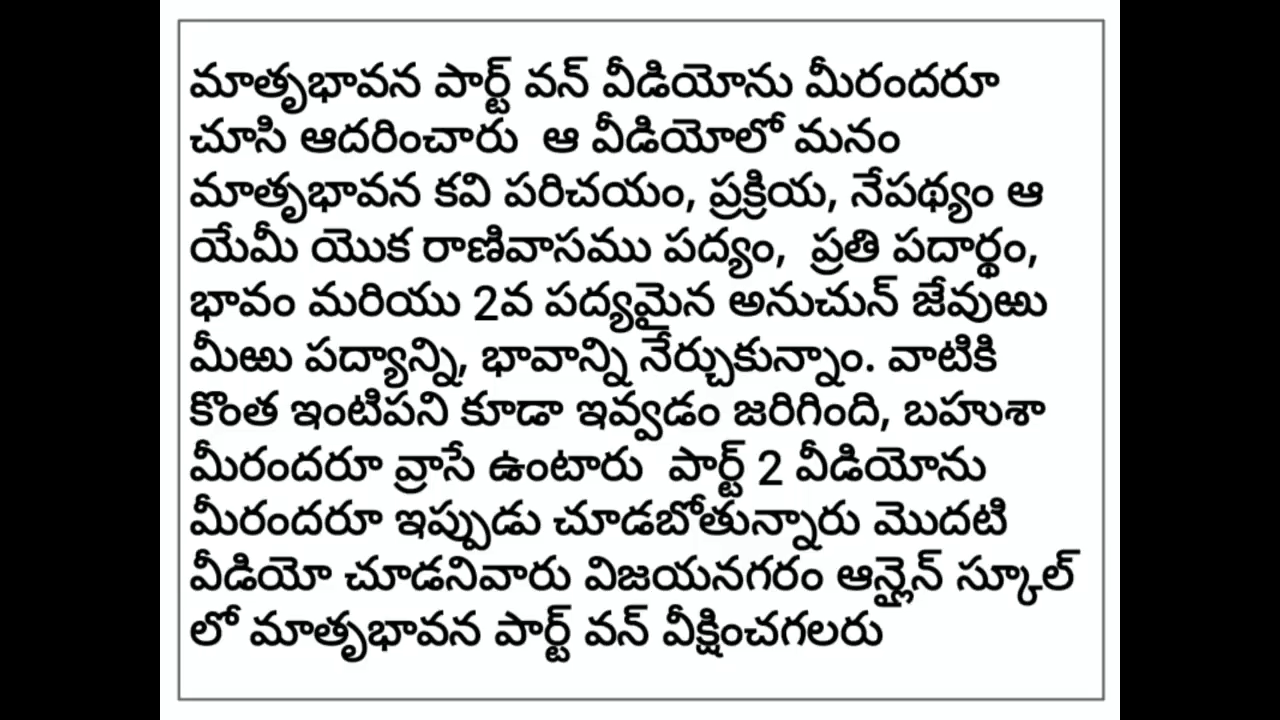 మాతృభావన పార్ట్ వన్ వీడియోను మీరందరూ
చూసి ఆదరించారు ఆ వీడియోలో మనం
మాతృభావన కవి పరిచయం, ప్రక్రియ, నేపథ్యం ఆ
యేమీ యొక రాణివాసము పద్యం, ప్రతి పదార్థం,
భావం మరియు 2వ పద్యమైన అనుచున్ జేవుఱు
మీఱు పద్యాన్ని, భావాన్ని నేర్చుకున్నాం. వాటికి
కొంత ఇంటిపని కూడా ఇవ్వడం జరిగింది, బహుశా
మీరందరూ వ్రాసే ఉంటారు పార్ట్ 2 వీడియోను
మీరందరూ ఇప్పుడు చూడబోతున్నారు మొదటి
వీడియో చూడనివారు విజయనగరం ఆన్లైన్ స్కూల్
లో మాతృభావన పార్ట్ వన్ వీక్షించగలరు